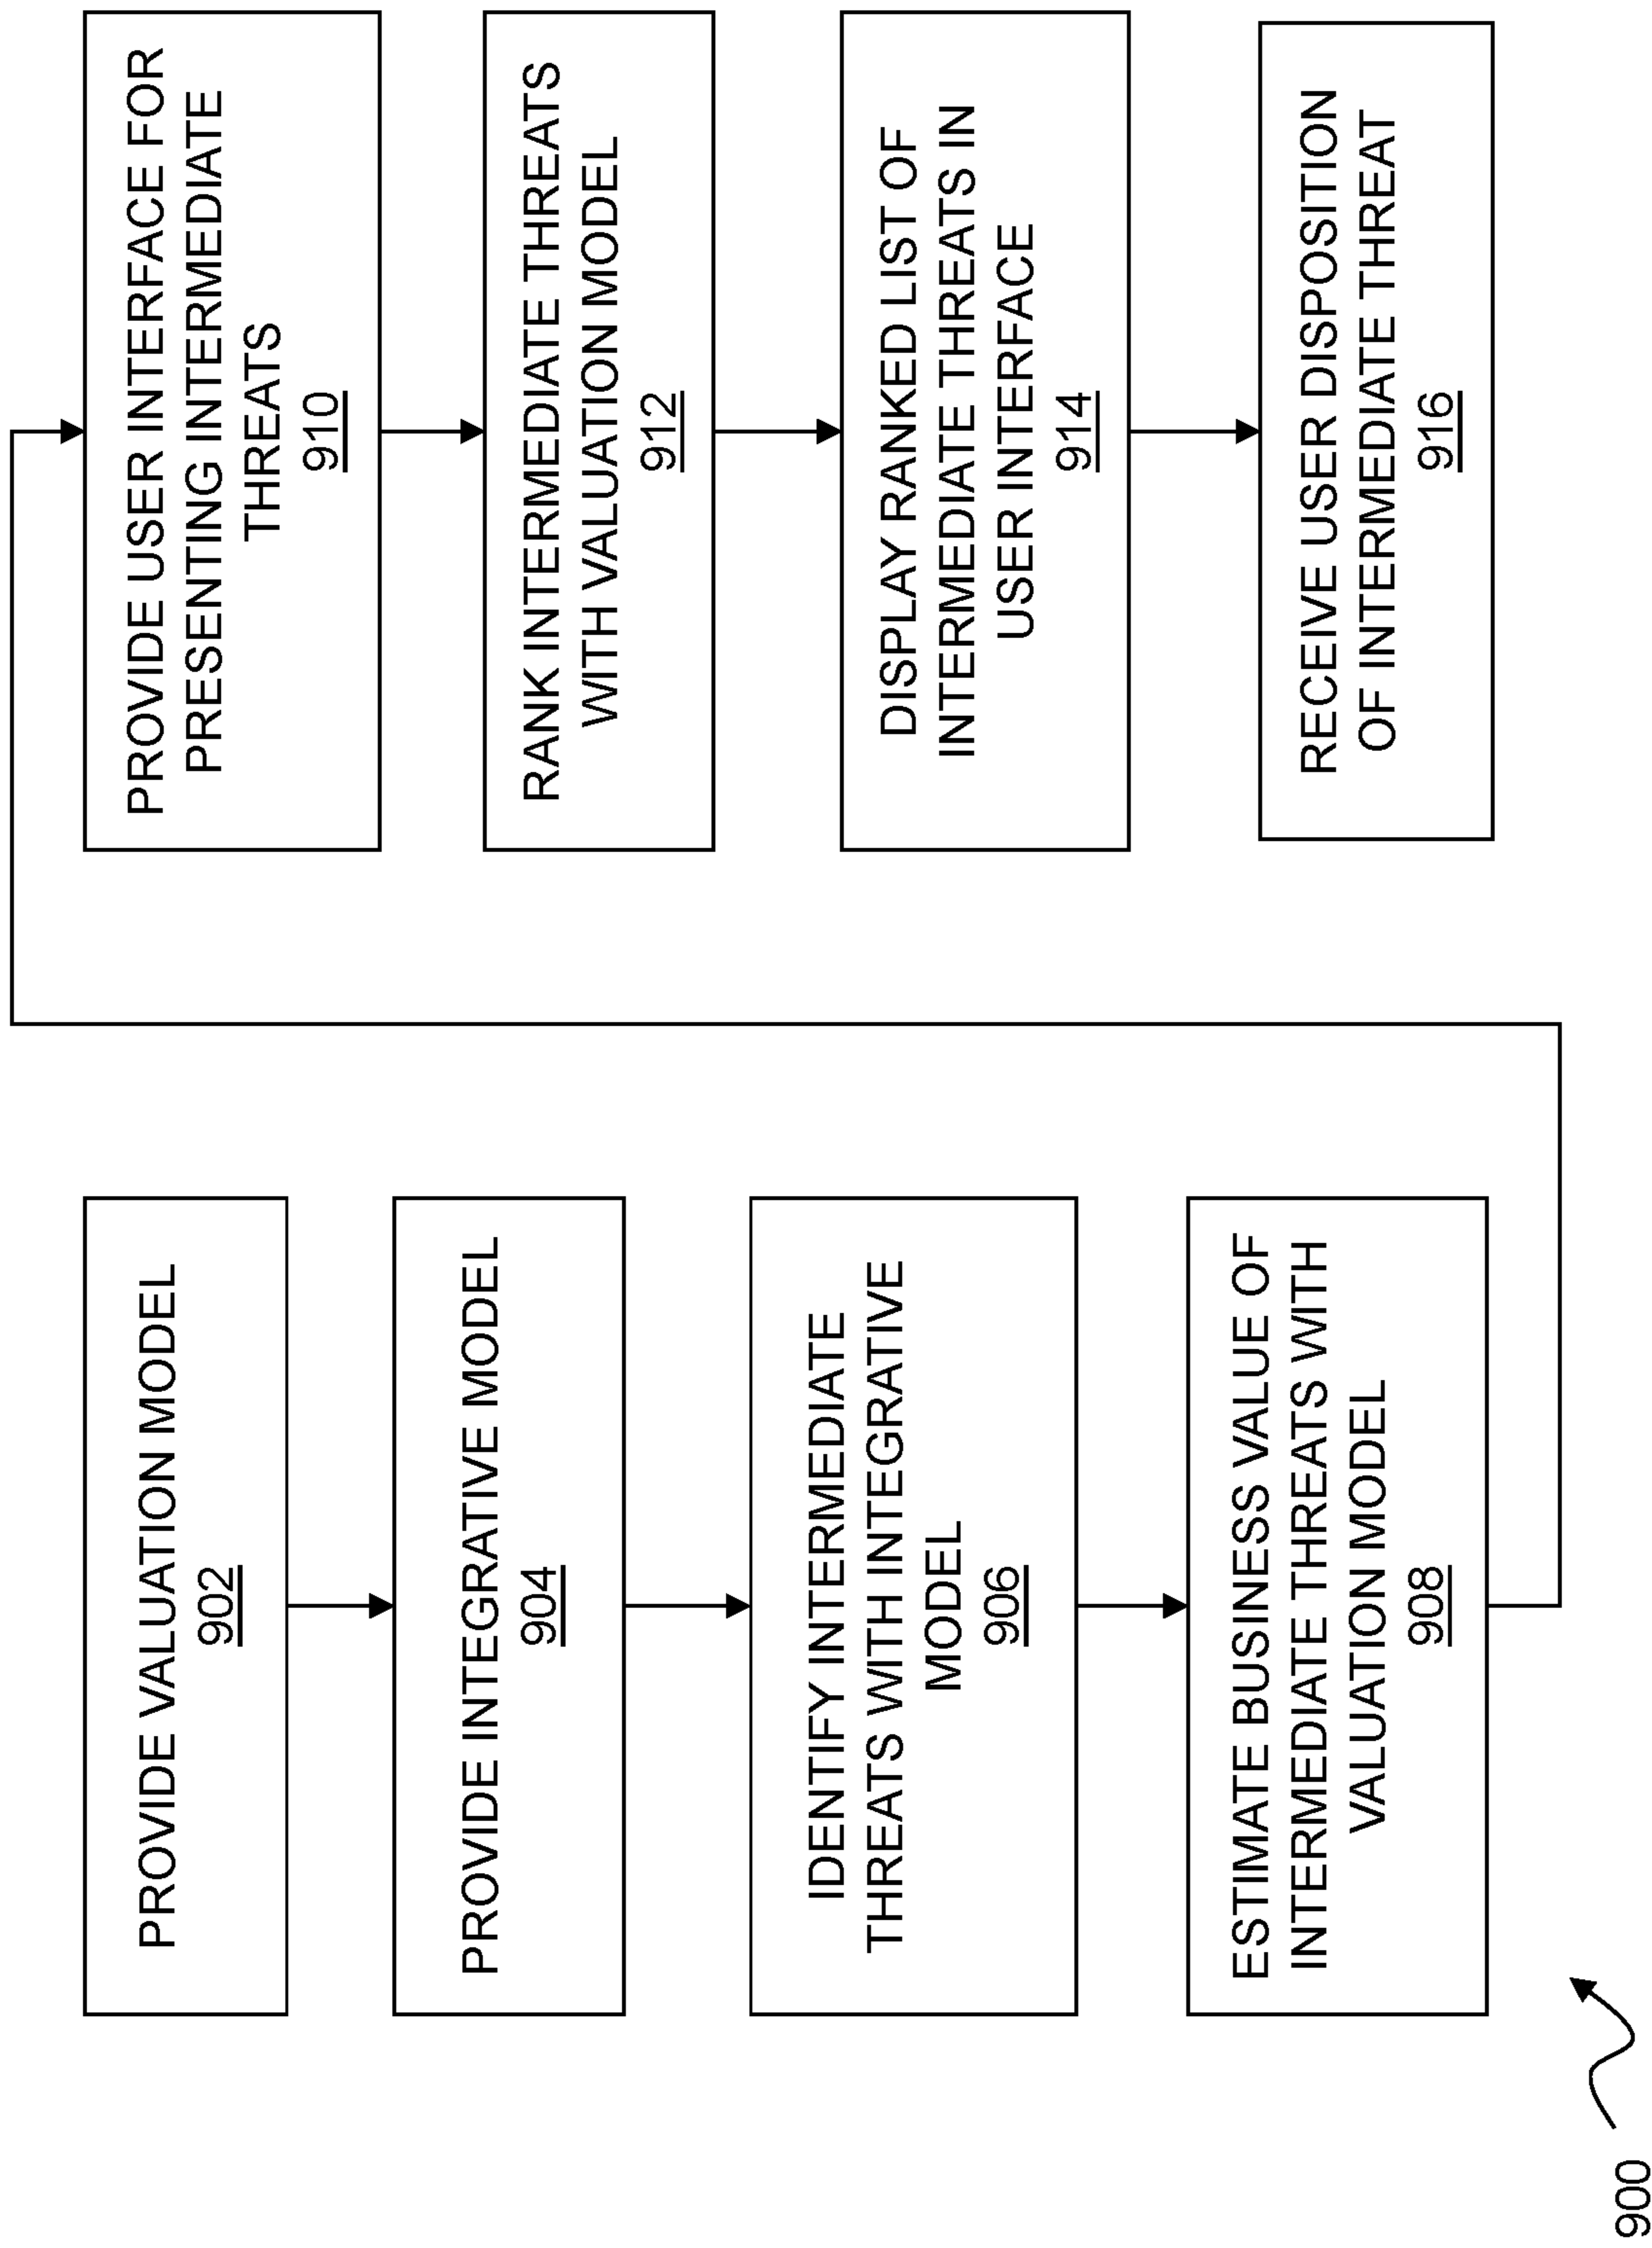 PROVIDE VALUATION MODEL
902
PROVIDE INTEGRATIVE MODEL
904
IDENTIFY INTERMEDIATE
THREATS WITH INTEGRATIVE
MODEL
906
ESTIMATE BUSINESS VALUE OF
INTERMEDIATE THREATS WITH
VALUATION MODEL
908
PROVIDE USER INTERFACE FOR
PRESENTING INTERMEDIATE
THREATS
910
RANK INTERMEDIATE THREATS
WITH VALUATION MODEL
912
DISPLAY RANKED LIST OF
INTERMEDIATE THREATS IN
USER INTERFACE
914
RECEIVE USER DISPOSITION
OF INTERMEDIATE THREAT
916
900